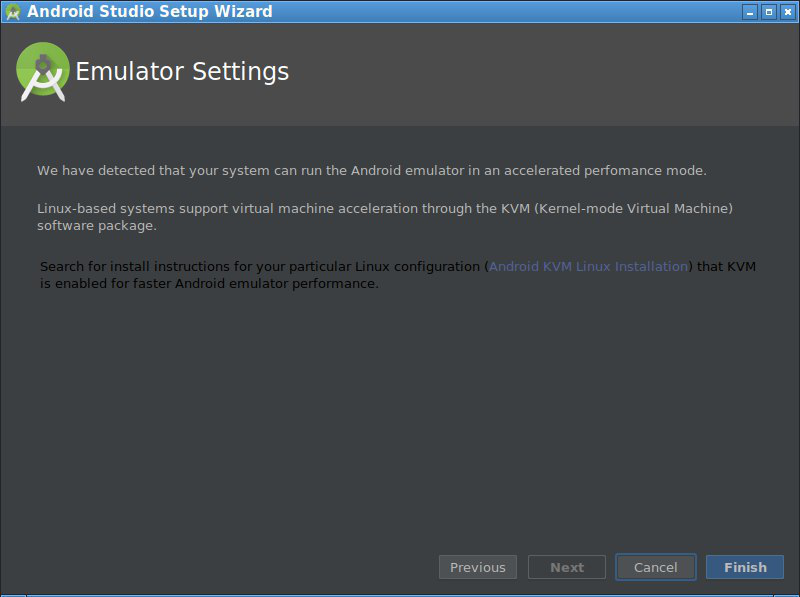 Android Studio Setup Wizard
Emulator Settings
We have detected that your system can run the Android emulator in an accelerated perfomance mode.
Linux-based systems support virtual machine acceleration through the KVM (Kernel-mode Virtual Machine)
software package.
Search for install instructions for your particular Linux configuration (Android KVM Linux Installation) that KVM
is enabled for faster Android emulator performance.
Previous Next Cancel Finish